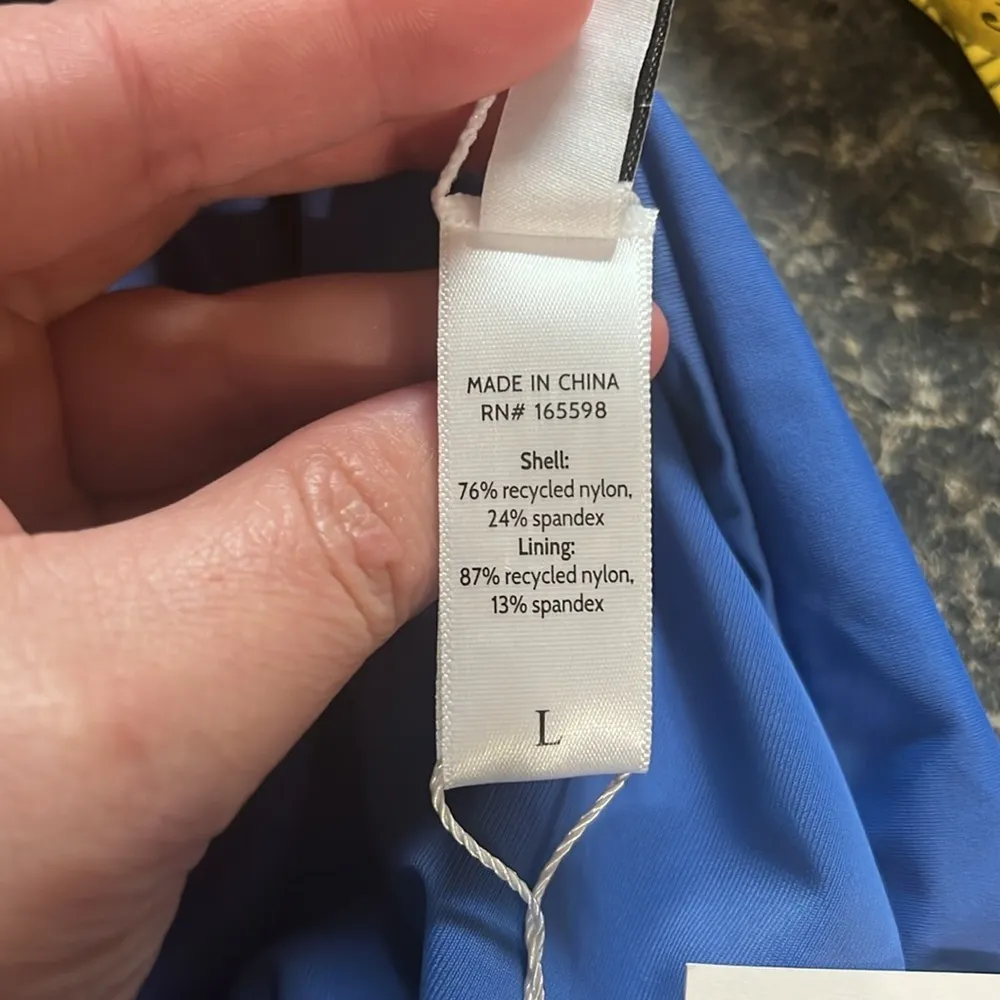 MADE IN CHINA
RN# 165598
Shell:
76% recycled nylon,
24% spandex
Lining:
87% recycled nylon,
13% spandex
L